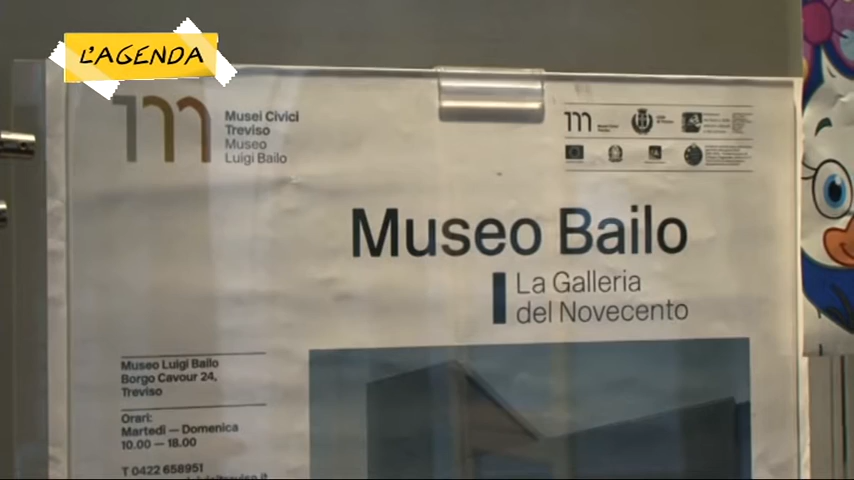 L'AGENDA
m
Musei Civici
Treviso
Museo
Luigi Bailo
m
Museo Bailo
La Galleria
del Novecento
Museo Luigi Bailo
Borgo Cavour 24,
Treviso
Orari:
Martedì — Domenica
10.00 — 18.00
T 0422 658951